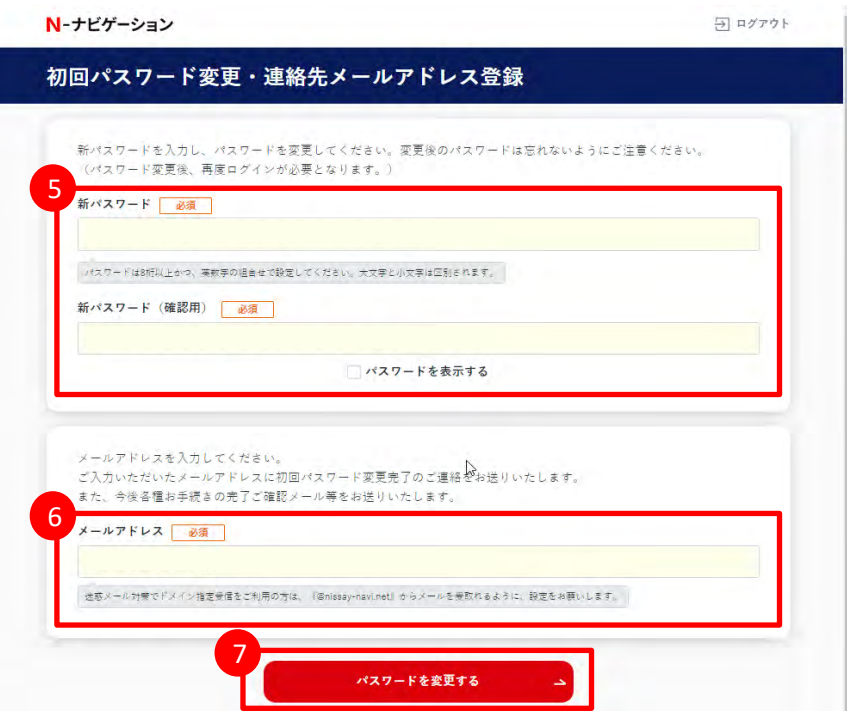 N-ナビゲーション
ログアウト
初回パスワード変更・連絡先メールアドレス登録
新パスワードを入力し、パスワードを変更してください。変更後のパスワードは忘れないようにご注意ください。
（パスワード変更後、再度ログインが必要となります。）
5
新パスワード 必須
パスワードは8桁以上かつ、英数字の組合せで設定してください。大文字と小文字は区別されます。
新パスワード（確認用） 必須
パスワードを表示する
メールアドレスを入力してください。
ご入力いただいたメールアドレスに初回パスワード変更完了のご連絡をお送りいたします。
また、今後各種お手続きの完了ご確認メール等をお送りいたします。
6
メールアドレス 必須
迷惑メール対策でドメイン指定受信をご利用の方は、『@nissay-navi.net』からメールを受取れるように、設定をお願いします。
7
パスワードを変更する